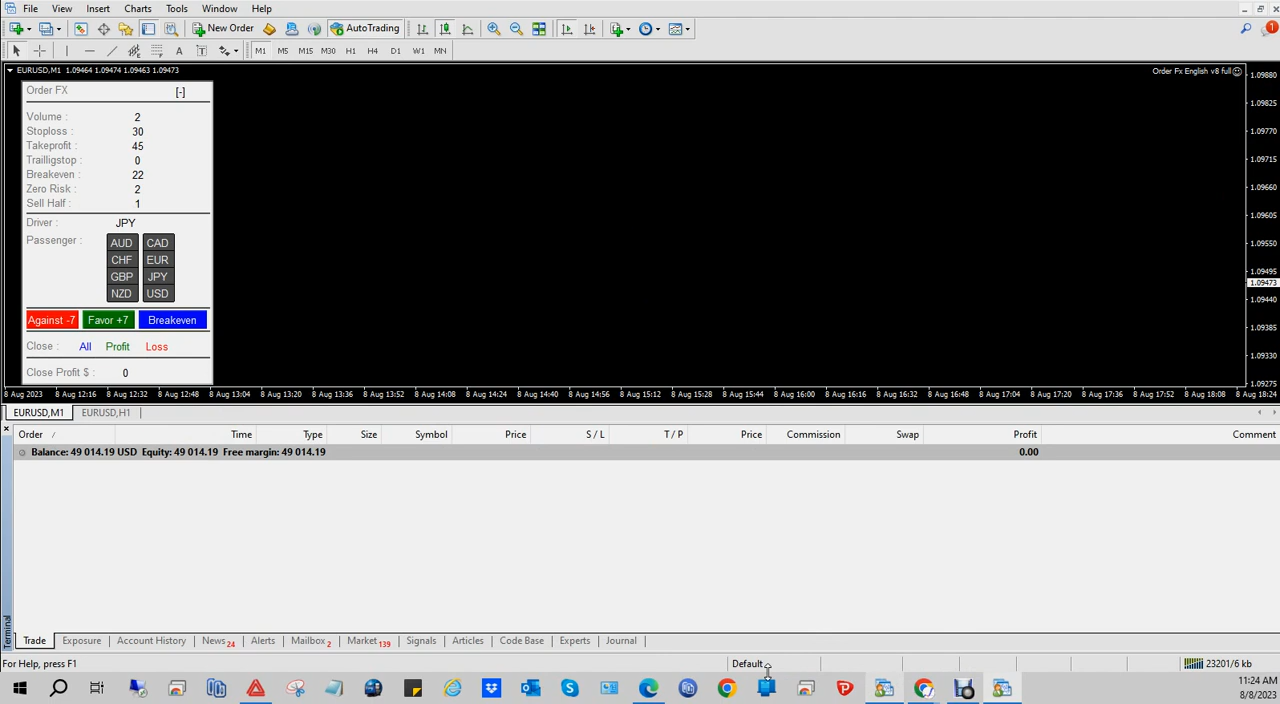 File View Insert Charts Tools Window Help
New Order AutoTrading 1
A T M1 M5 M15 M30 H1 H4 D1 W1 MN
EURUSD,M1 1.09464 1.09474 1.09463 1.09473 Order Fx English v8 full
Order FX [-]
Volume : 2
Stoploss : 30
Takeprofit : 45
Trailligstop : 0
Breakeven : 22
Zero Risk : 2
Sell Half : 1
Driver : JPY
Passenger : AUD CAD
CHF EUR
GBP JPY
NZD USD
Against -7 Favor +7 Breakeven
Close : All Profit Loss
Close Profit $ : 0
1.09880
1.09825
1.09770
1.09715
1.09660
1.09605
1.09550
1.09495
1.09473
1.09440
1.09385
1.09330
1.09275
8 Aug 2023 8 Aug 12:16 8 Aug 12:32 8 Aug 12:48 8 Aug 13:04 8 Aug 13:20 8 Aug 13:36 8 Aug 13:52 8 Aug 14:08 8 Aug 14:24 8 Aug 14:40 8 Aug 14:56 8 Aug 15:12 8 Aug 15:28 8 Aug 15:44 8 Aug 16:00 8 Aug 16:16 8 Aug 16:32 8 Aug 16:48 8 Aug 17:04 8 Aug 17:20 8 Aug 17:36 8 Aug 17:52 8 Aug 18:08 8 Aug 18:24
EURUSD,M1 EURUSD,H1
Order / Time Type Size Symbol Price S / L T / P Price Commission Swap Profit Comment
Balance: 49 014.19 USD Equity: 49 014.19 Free margin: 49 014.19 0.00
Terminal
Trade Exposure Account History News 24 Alerts Mailbox 2 Market 139 Signals Articles Code Base Experts Journal
For Help, press F1 Default 23201/6 kb
11:24 AM
8/8/2023